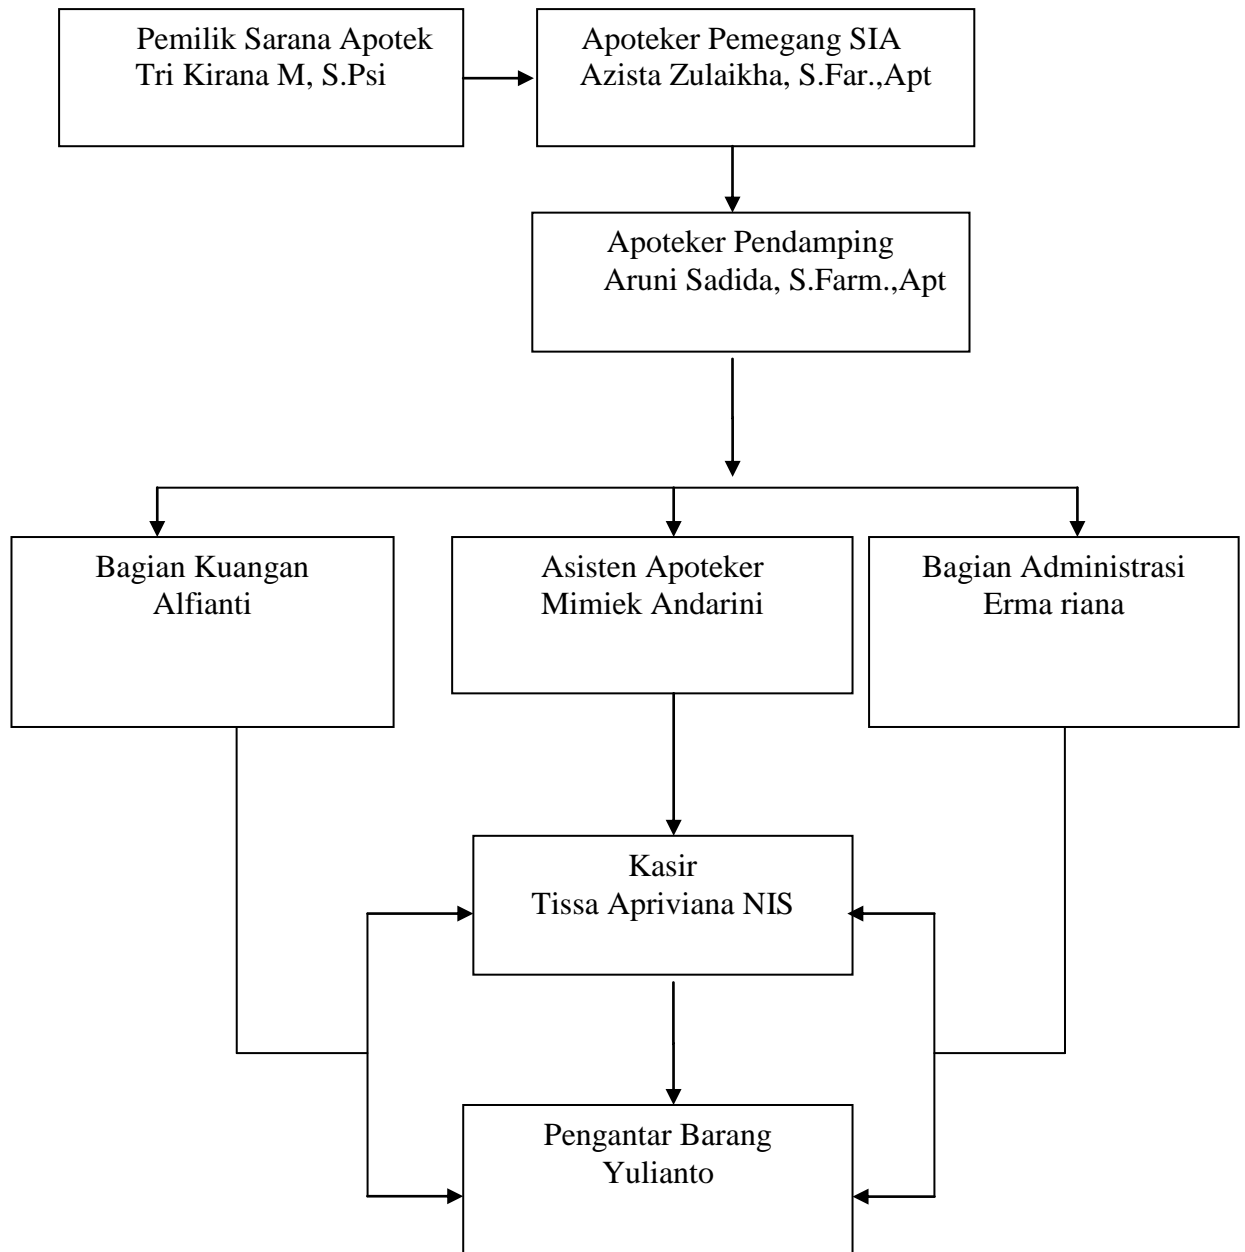 Pemilik Sarana Apotek
Tri Kirana M, S.Psi
Apoteker Pemegang SIA
Azista Zulaikha, S.Far.,Apt
Apoteker Pendamping
Aruni Sadida, S.Farm.,Apt
Bagian Kuangan
Alfianti
Asisten Apoteker
Mimiek Andarini
Bagian Administrasi
Erma riana
Kasir
Tissa Apriviana NIS
Pengantar Barang
Yulianto